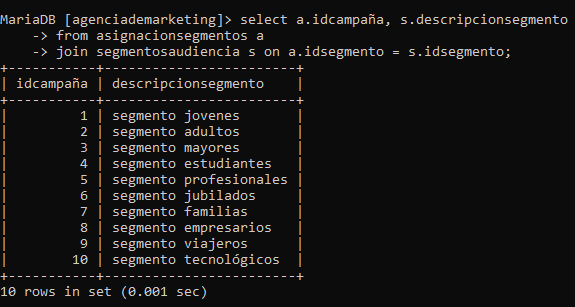 MariaDB [agenciademarketing]> select a.idcampaña, s.descripcionsegmento
    -> from asignacionsegmentos a
    -> join segmentosaudiencia s on a.idsegmento = s.idsegmento;
+-----------+------------------------+
| idcampaña | descripcionsegmento    |
+-----------+------------------------+
|         1 | segmento jovenes       |
|         2 | segmento adultos       |
|         3 | segmento mayores       |
|         4 | segmento estudiantes   |
|         5 | segmento profesionales |
|         6 | segmento jubilados     |
|         7 | segmento familias      |
|         8 | segmento empresarios   |
|         9 | segmento viajeros      |
|        10 | segmento tecnológicos  |
+-----------+------------------------+
10 rows in set (0.001 sec)